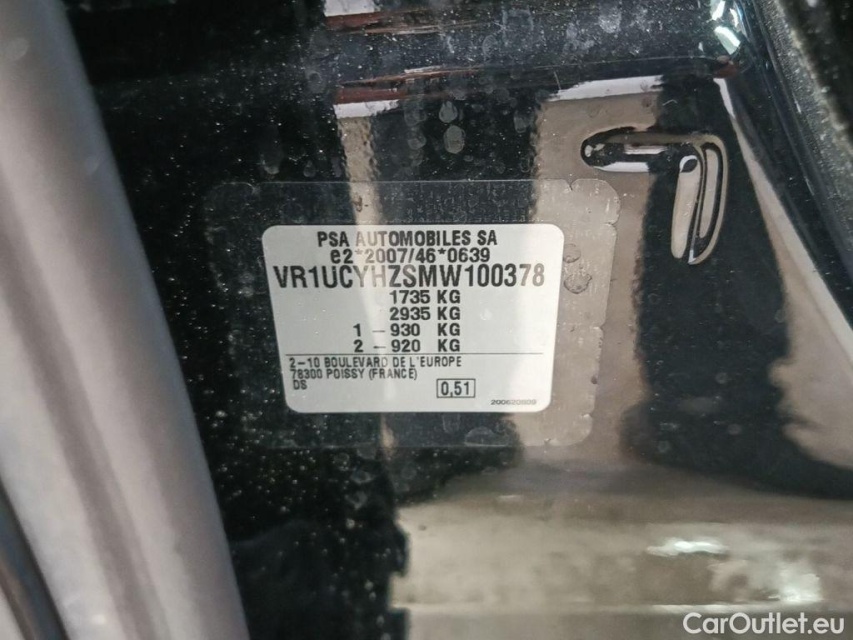 PSA AUTOMOBILES SA
e2*2007/46*0639
VR1UCYHZSMW100378
1735 KG
2935 KG
1 - 930 KG
2 - 920 KG
2-10 BOULEVARD DE L'EUROPE
78300 POISSY (FRANCE)
DS
0,51
CarOutlet.eu